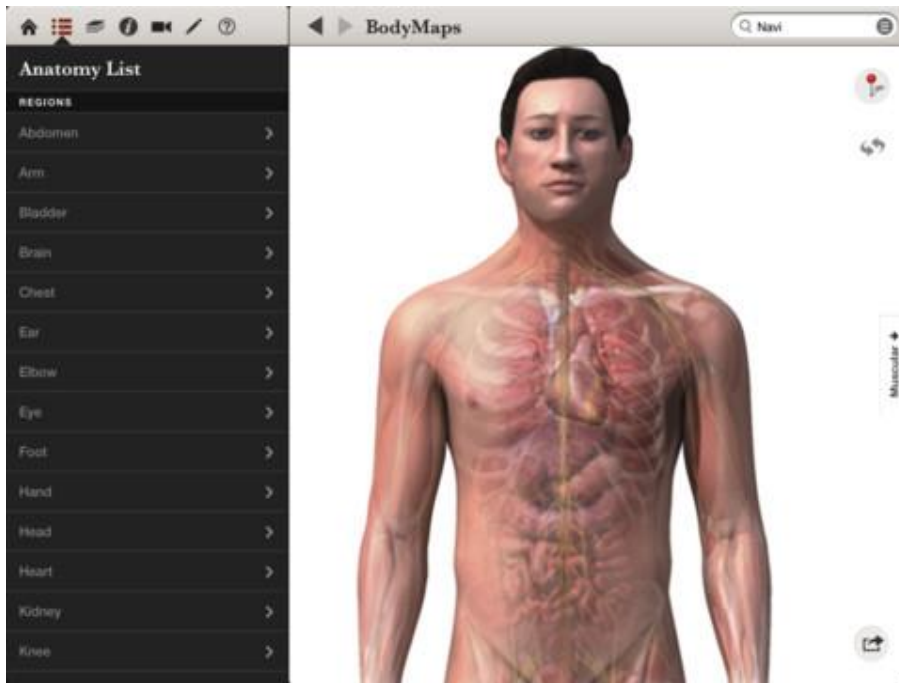 BodyMaps
Navi
Anatomy List
REGIONS
Abdomen
Arm
Bladder
Brain
Chest
Ear
Elbow
Eye
Foot
Hand
Head
Heart
Kidney
Knee
Muscular